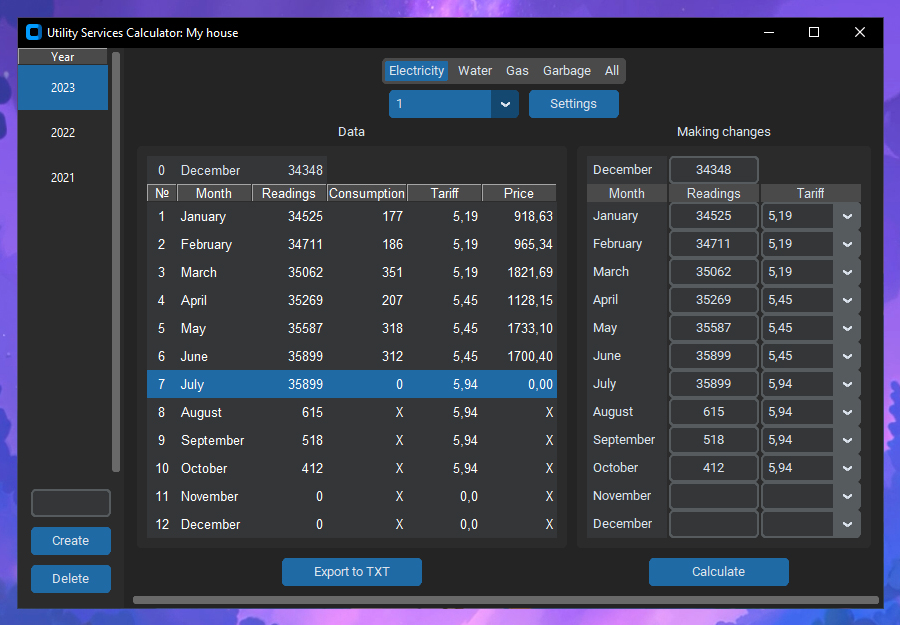 Utility Services Calculator: My house
Year
2023
2022
2021
Create
Delete
Electricity Water Gas Garbage All
1 Settings
Data
0 December 34348
№ Month Readings Consumption Tariff Price
1 January 34525 177 5,19 918,63
2 February 34711 186 5,19 965,34
3 March 35062 351 5,19 1821,69
4 April 35269 207 5,45 1128,15
5 May 35587 318 5,45 1733,10
6 June 35899 312 5,45 1700,40
7 July 35899 0 5,94 0,00
8 August 615 X 5,94 X
9 September 518 X 5,94 X
10 October 412 X 5,94 X
11 November 0 X 0,0 X
12 December 0 X 0,0 X
Export to TXT
Making changes
December 34348
Month Readings Tariff
January 34525 5,19
February 34711 5,19
March 35062 5,19
April 35269 5,45
May 35587 5,45
June 35899 5,45
July 35899 5,94
August 615 5,94
September 518 5,94
October 412 5,94
November
December
Calculate